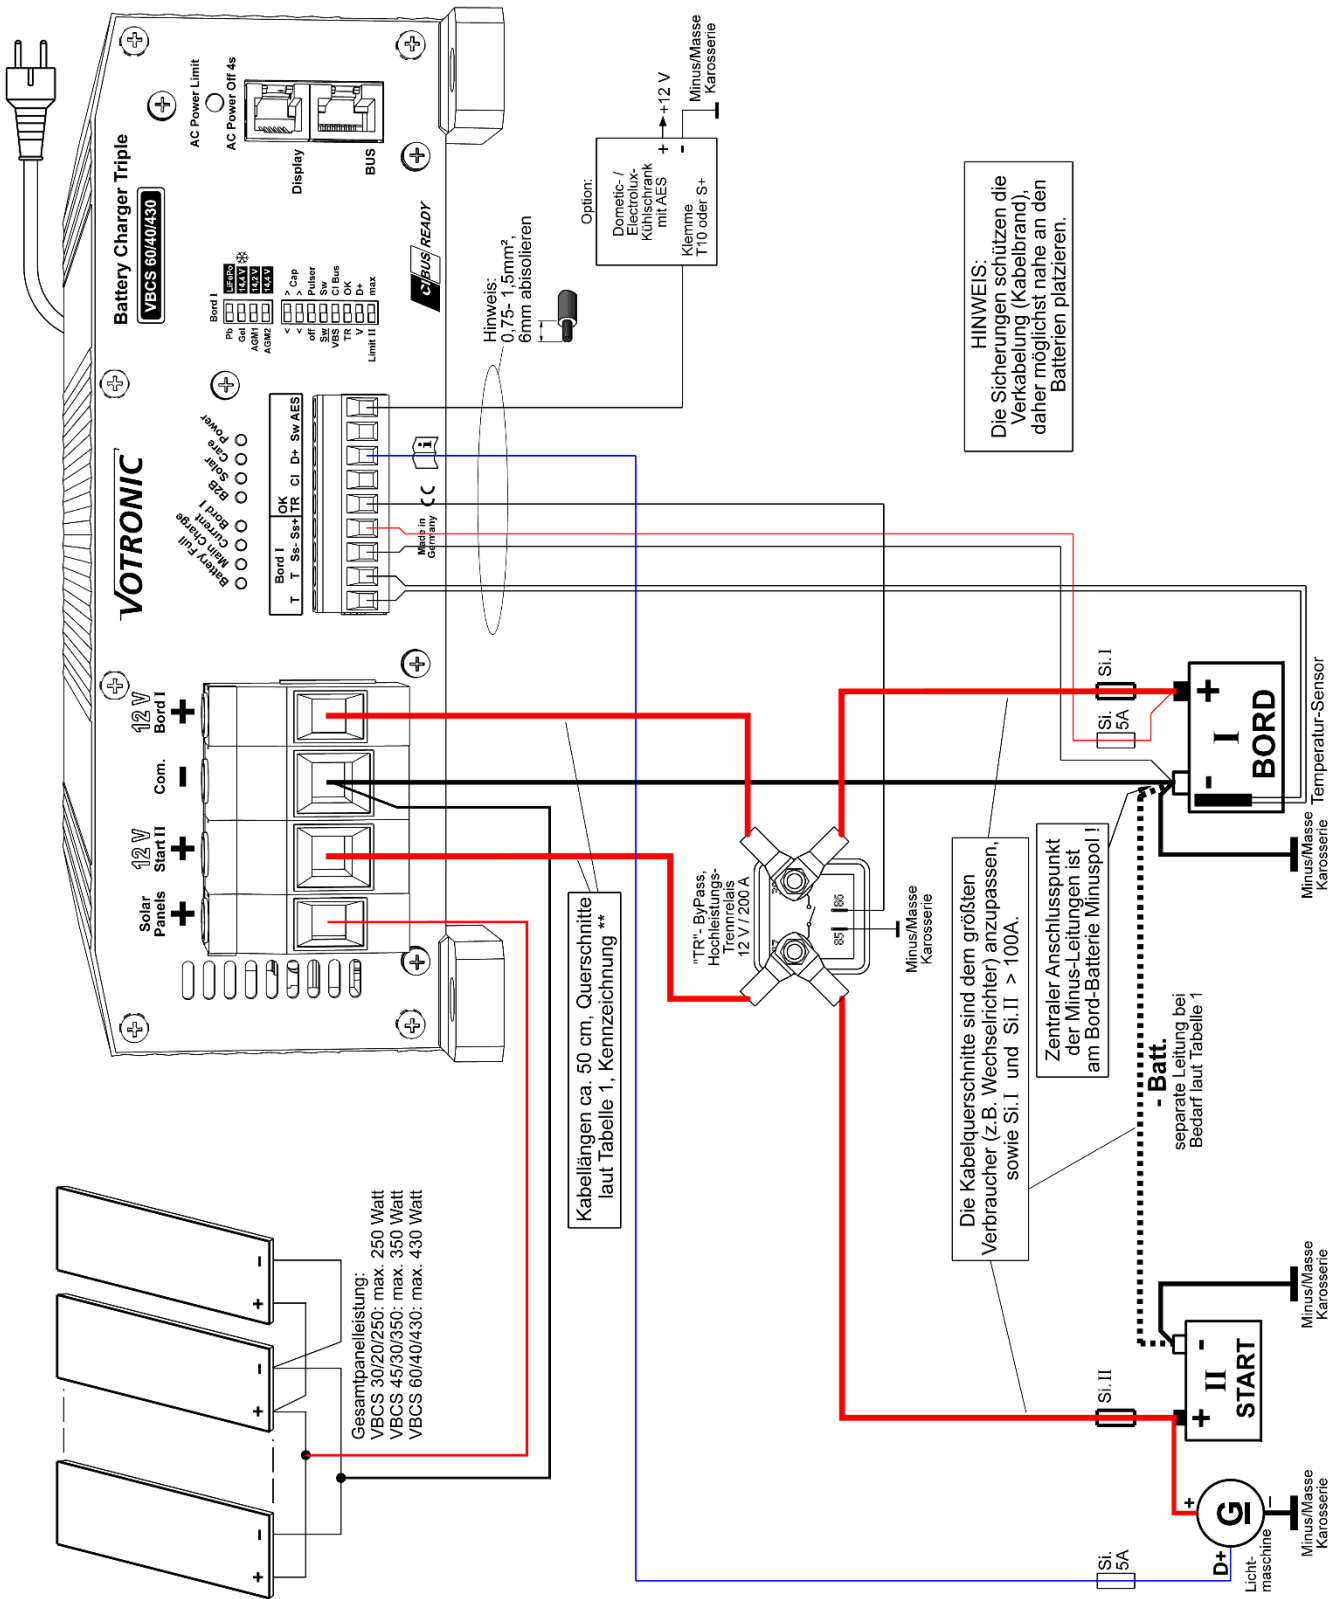 Battery Charger Triple
VBCS 60/40/430
AC Power Limit
AC Power Off 4s
Display
BUS
VOTRONIC
Power
Care
Solar
B2B
Bord I
Current
Main Charge
Battery Full
Bord I
Pb
Gel
AGM1
AGM2
LiFePo
14,4 V
14,2 V
14,4 V
< > Cap
< > Cap
off Pulser
Sw Sw
VBS CI Bus
TR OK
V D+
Limit II max
CI BUS READY
Bord I
OK
T T Ss- Ss+ TR CI D+ Sw AES
Made in
Germany
CE
i
Solar
Panels
+
12 V
Start II
+
Com.
-
12 V
Bord I
+
Hinweis:
0,75- 1,5mm²,
6mm abisolieren
Option:
Dometic- /
Electrolux-
Kühlschrank
mit AES
Klemme
T10 oder S+
+
-
+12 V
Minus/Masse
Karosserie
HINWEIS:
Die Sicherungen schützen die
Verkabelung (Kabelbrand),
daher möglichst nahe an den
Batterien platzieren.
Gesamtpanelleistung:
VBCS 30/20/250: max. 250 Watt
VBCS 45/30/350: max. 350 Watt
VBCS 60/40/430: max. 430 Watt
+ -
+ -
+ -
Kabellängen ca. 50 cm, Querschnitte
laut Tabelle 1, Kennzeichnung **
"TR"- ByPass,
Hochleistungs-
Trennrelais
12 V / 200 A
85
86
Minus/Masse
Karosserie
Die Kabelquerschnitte sind dem größten
Verbraucher (z.B. Wechselrichter) anzupassen,
sowie Si.I und Si.II > 100A.
Zentraler Anschlusspunkt
der Minus-Leitungen ist
am Bord-Batterie Minuspol !
- Batt.
separate Leitung bei
Bedarf laut Tabelle 1
Si.I
Si.
5A
- +
I
BORD
Temperatur-Sensor
Minus/Masse
Karosserie
Si.II
+ -
II
START
Minus/Masse
Karosserie
Si.
5A
D+
G
+
-
Licht-
maschine
Minus/Masse
Karosserie